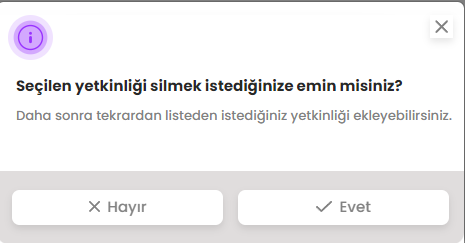 Seçilen yetkinliği silmek istediğinize emin misiniz?
Daha sonra tekrardan listeden istediğiniz yetkinliği ekleyebilirsiniz.
Hayır
Evet